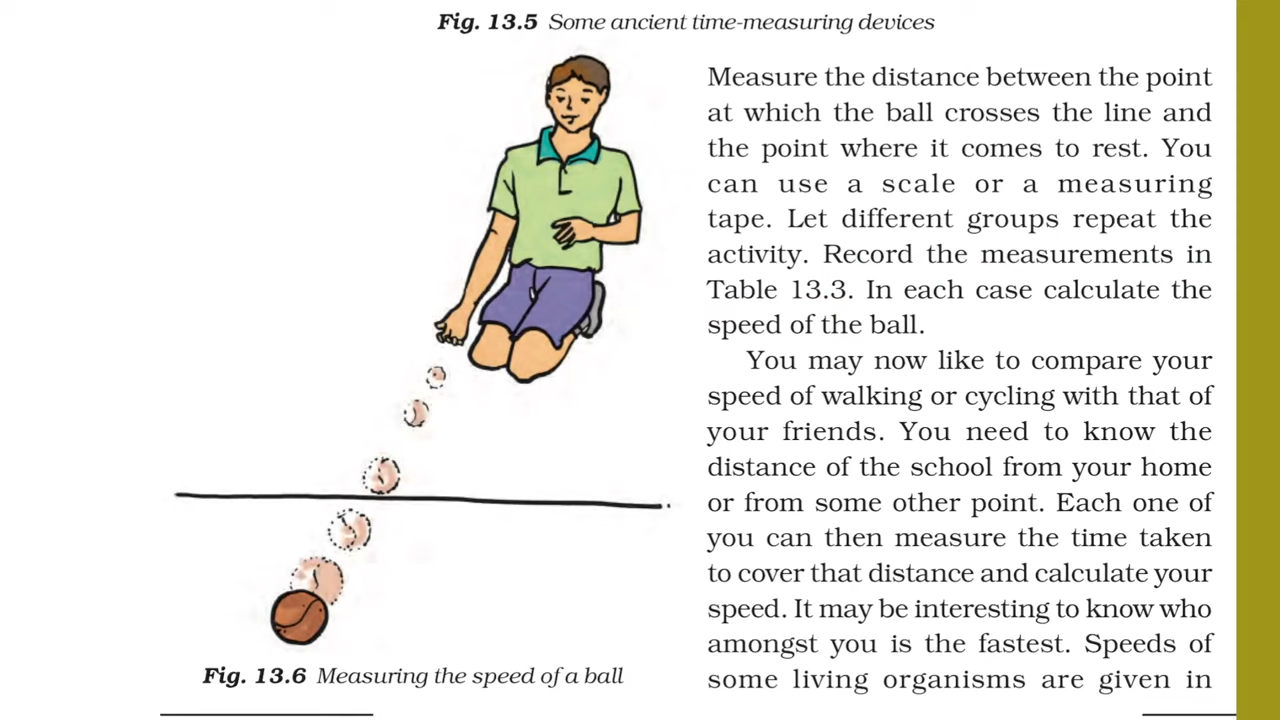 Fig. 13.5 Some ancient time-measuring devices
Measure the distance between the point
at which the ball crosses the line and
the point where it comes to rest. You
can use a scale or a measuring
tape. Let different groups repeat the
activity. Record the measurements in
Table 13.3. In each case calculate the
speed of the ball.
You may now like to compare your
speed of walking or cycling with that of
your friends. You need to know the
distance of the school from your home
or from some other point. Each one of
you can then measure the time taken
to cover that distance and calculate your
speed. It may be interesting to know who
amongst you is the fastest. Speeds of
some living organisms are given in
Fig. 13.6 Measuring the speed of a ball